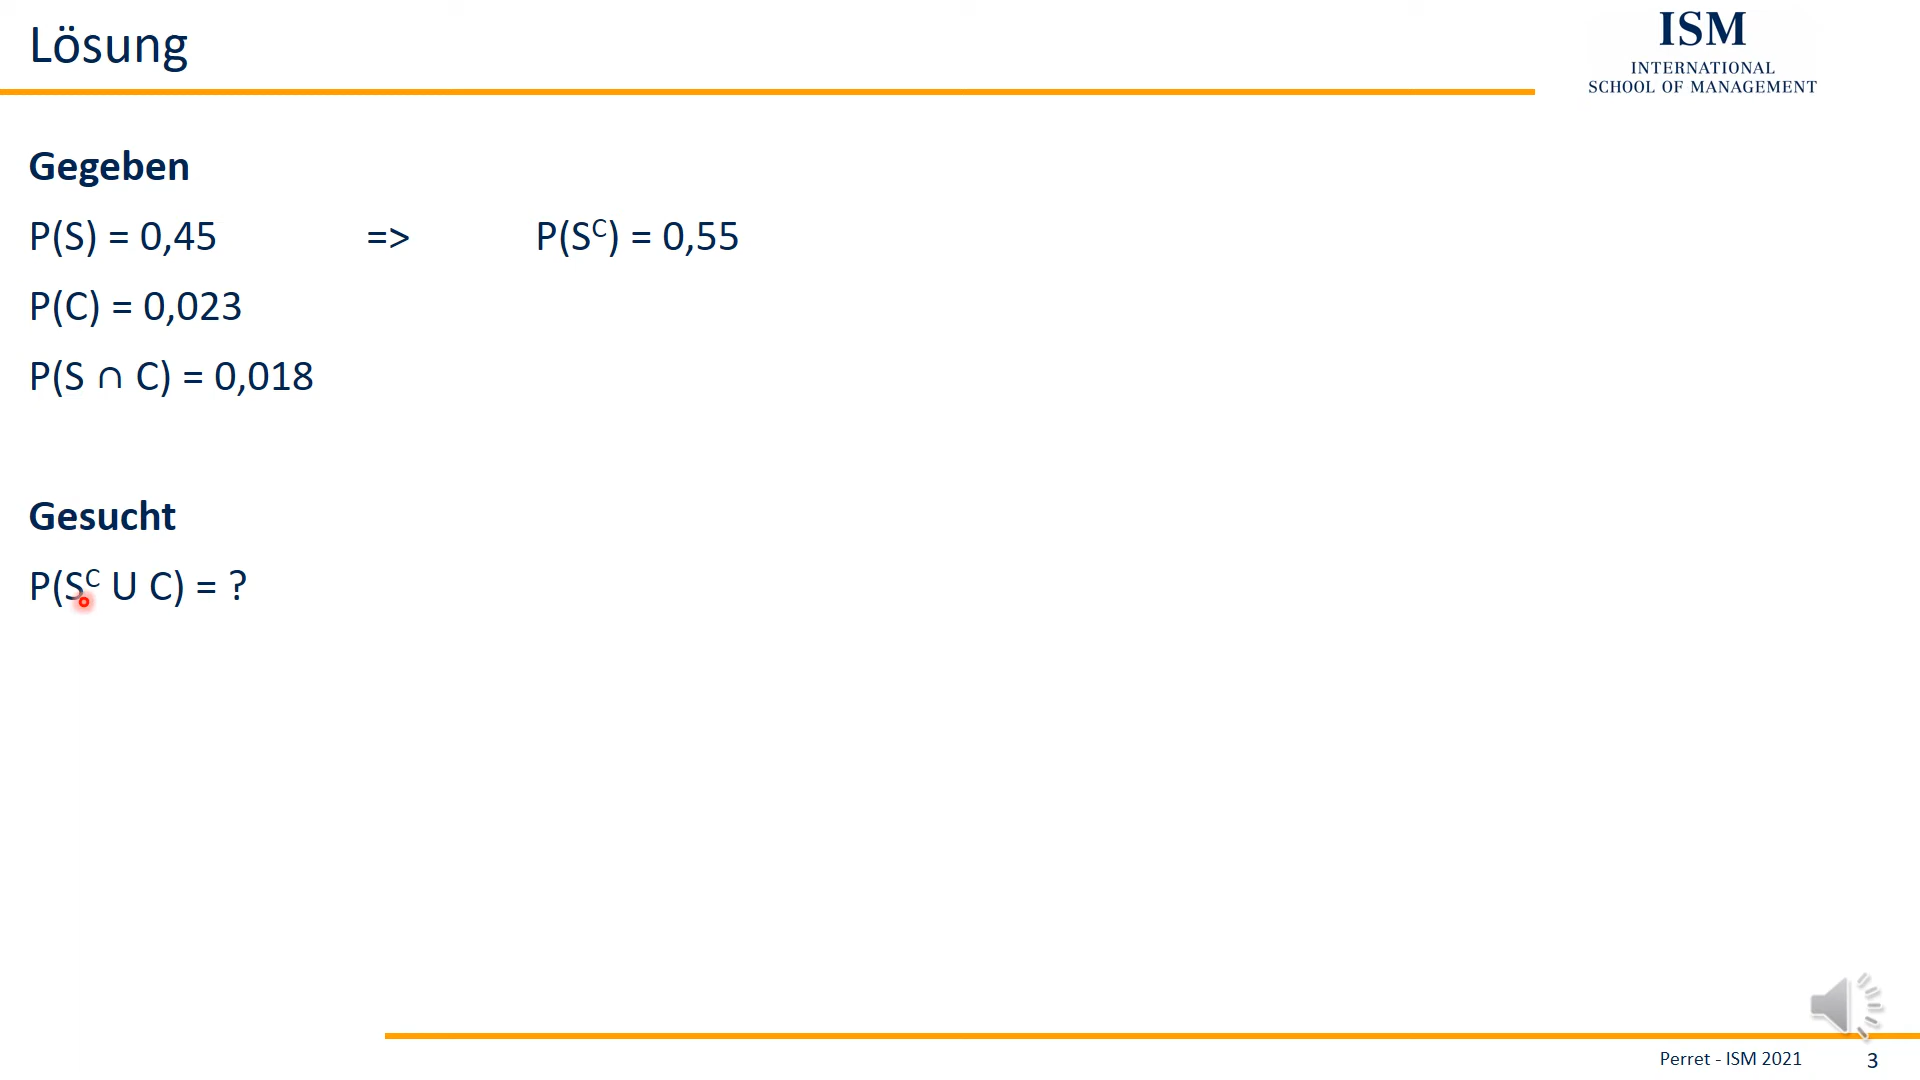 Lösung
ISM
INTERNATIONAL
SCHOOL OF MANAGEMENT
Gegeben
P(S) = 0,45 => P(Sᶜ) = 0,55
P(C) = 0,023
P(S ∩ C) = 0,018
Gesucht
P(Sᶜ U C) = ?
Perret - ISM 2021 3